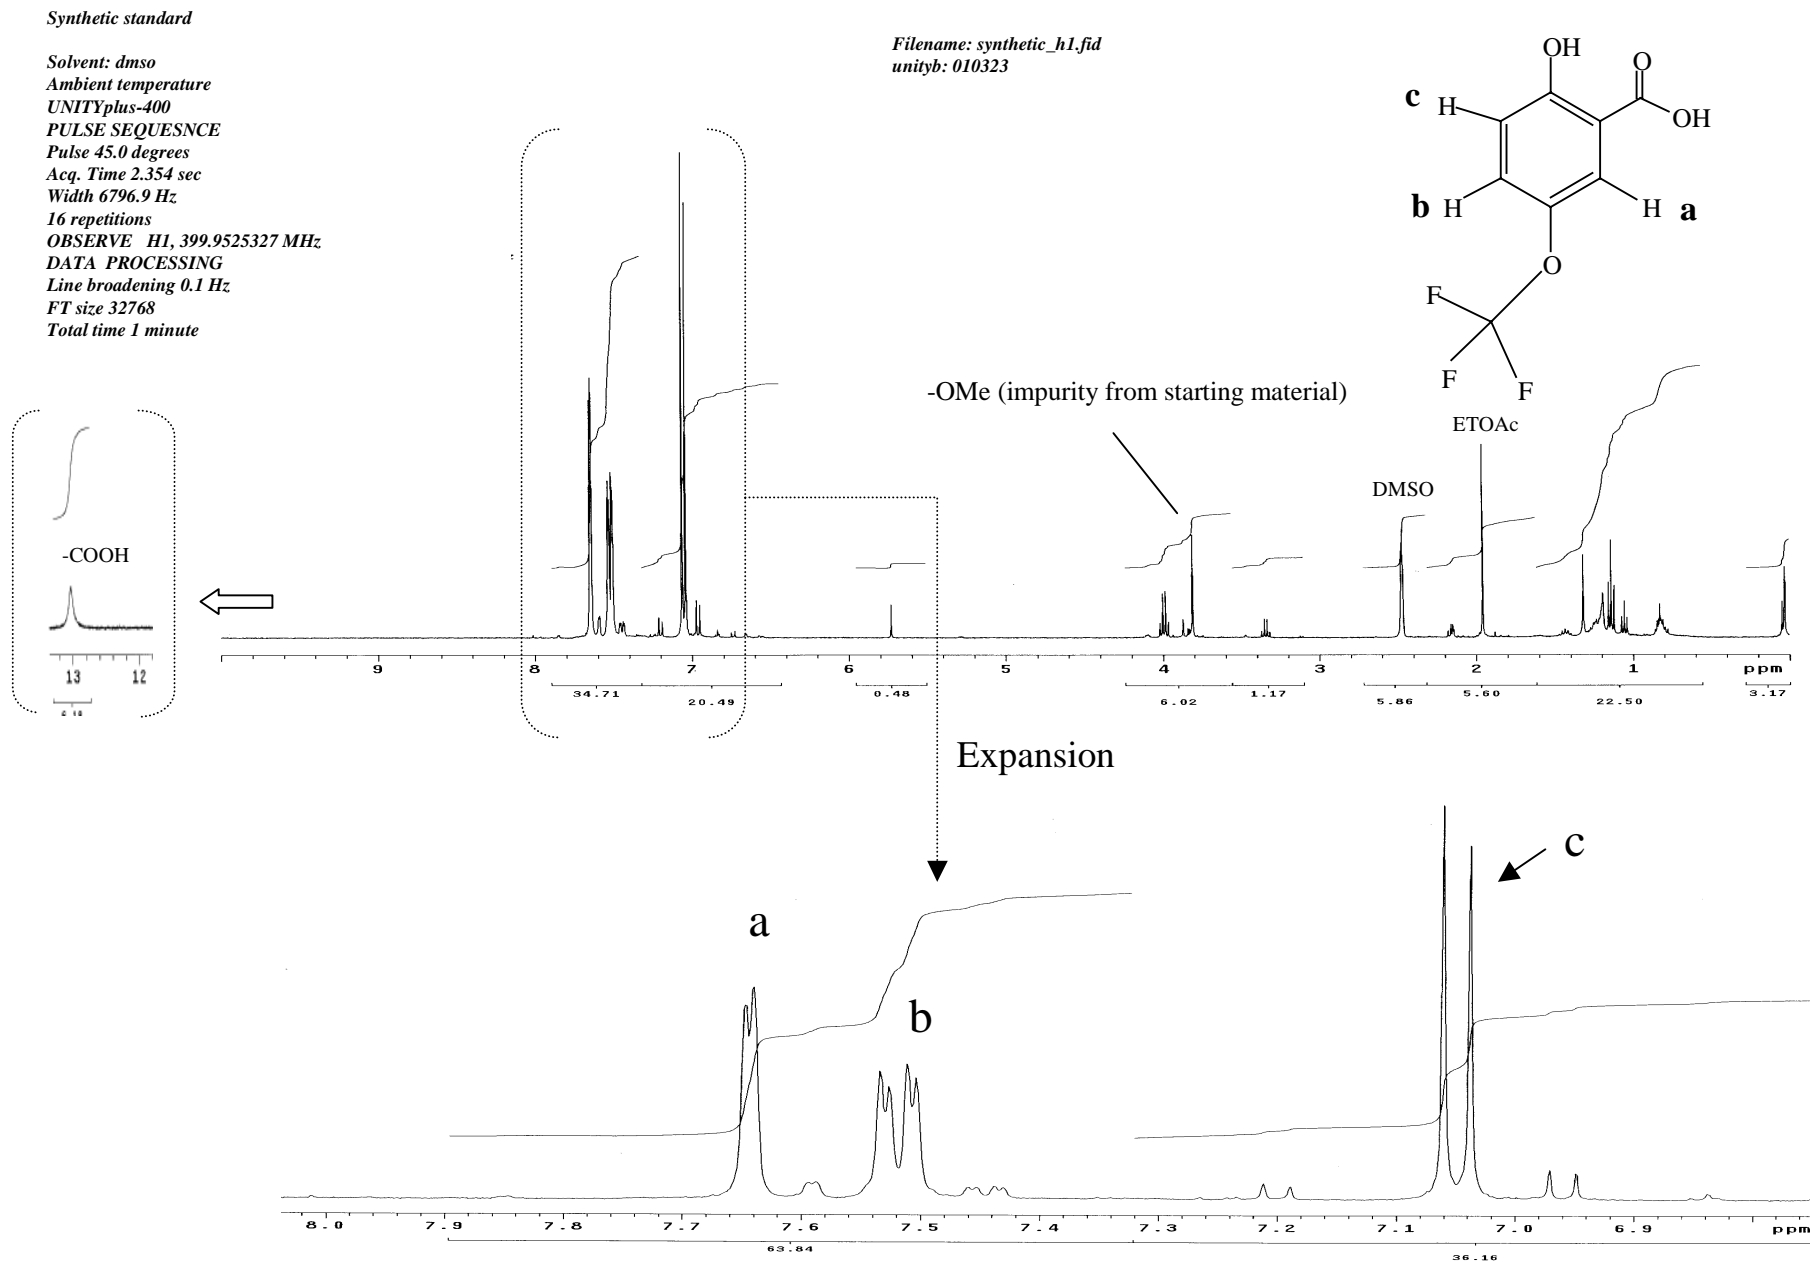 Synthetic standard
Solvent: dmso
Ambient temperature
UNITYplus-400
PULSE SEQUESNCE
Pulse 45.0 degrees
Acq. Time 2.354 sec
Width 6796.9 Hz
16 repetitions
OBSERVE H1, 399.9525327 MHz
DATA PROCESSING
Line broadening 0.1 Hz
FT size 32768
Total time 1 minute
Filename: synthetic_h1.fid
unityb: 010323
OH
O
c H
OH
b H
H a
O
F
F
F
-OMe (impurity from starting material)
ETOAc
DMSO
-COOH
13 12
9 8 7 6 5 4 3 2 1 ppm
34.71 20.49 0.48 6.02 1.17 5.86 5.60 22.50 3.17
Expansion
a
b
c
8.0 7.9 7.8 7.7 7.6 7.5 7.4 7.3 7.2 7.1 7.0 6.9 ppm
63.84 36.16